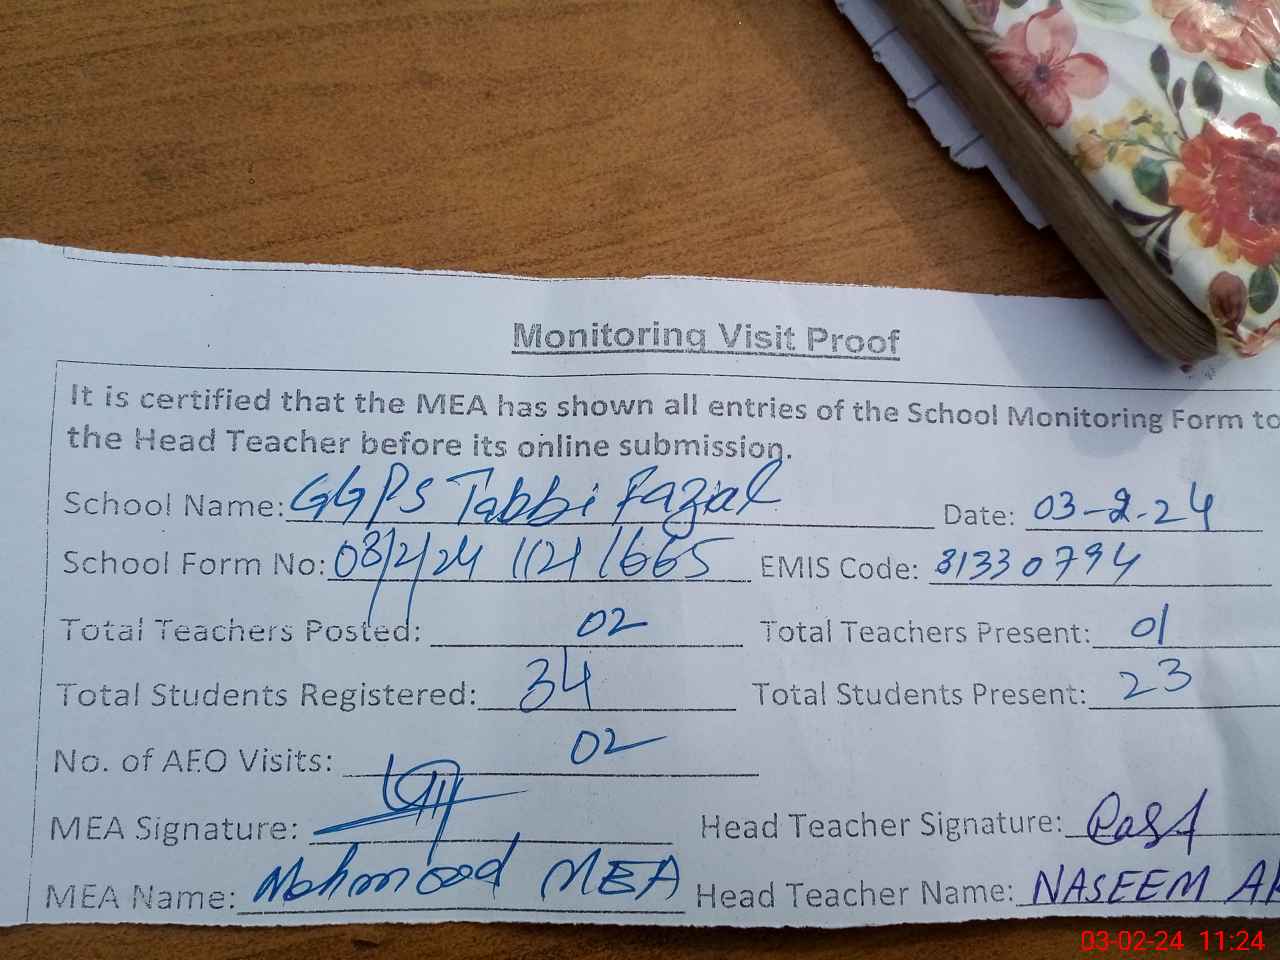 Monitoring Visit Proof
It is certified that the MEA has shown all entries of the School Monitoring Form to
the Head Teacher before its online submission.
School Name: GGPS Tabbi Fazal Date: 03-2-24
School Form No: 03/2/24 1121 1665 EMIS Code: 31330794
Total Teachers Posted: 02 Total Teachers Present: 01
Total Students Registered: 34 Total Students Present: 23
No. of AEO Visits: 02
MEA Signature: Head Teacher Signature:
MEA Name: Mahmood MEA Head Teacher Name: NASEEM
03-02-24 11:24